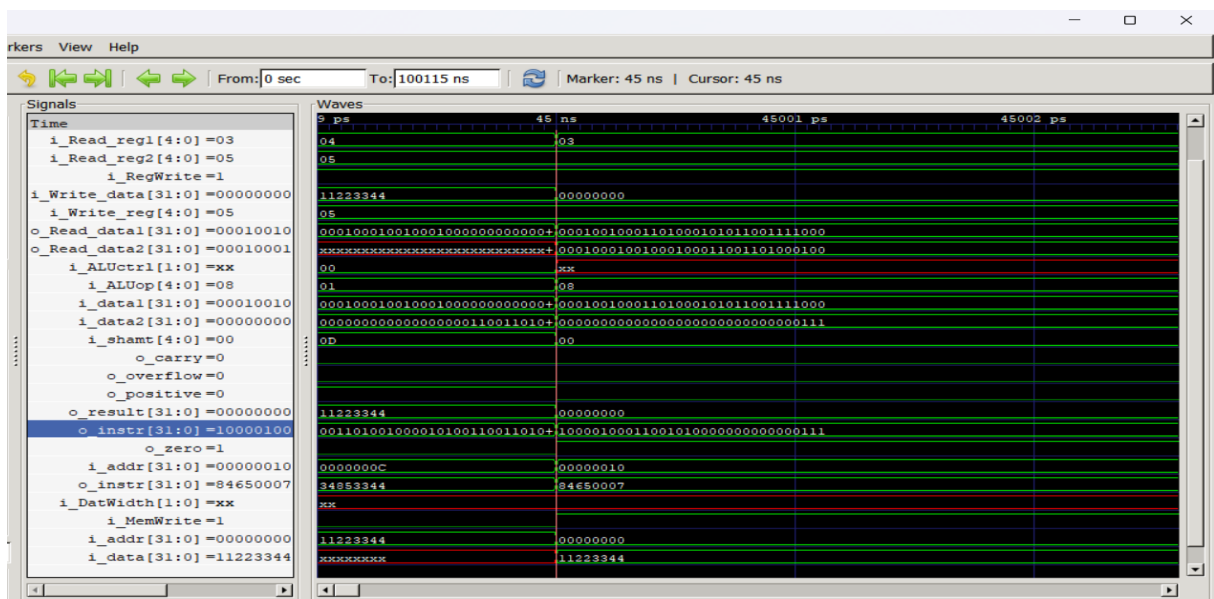 rkers View Help
From: 0 sec To: 100115 ns Marker: 45 ns | Cursor: 45 ns
Signals Waves
Time 9 ps 45 ns 45001 ps 45002 ps
i_Read_reg1[4:0]=03 04 03
i_Read_reg2[4:0]=05 05
i_RegWrite=1
i_Write_data[31:0]=00000000 11223344 00000000
i_Write_reg[4:0]=05 05
o_Read_data1[31:0]=00010010 00010001001000100000000000+ 00010010001101000101011001111000
o_Read_data2[31:0]=00010001 xxxxxxxxxxxxxxxxxxxxxxxxxx+ 00010001001000100011001101000100
i_ALUctrl[1:0]=xx 00 xx
i_ALUop[4:0]=08 01 08
i_data1[31:0]=00010010 00010001001000100000000000+ 00010010001101000101011001111000
i_data2[31:0]=00000000 00000000000000000011001101​0+ 00000000000000000000000000000111
i_shamt[4:0]=00 0D 00
o_carry=0
o_overflow=0
o_positive=0
o_result[31:0]=00000000 11223344 00000000
o_instr[31:0]=10000100 00110100100001010011001101​0+ 10000100011001010000000000000111
o_zero=1
i_addr[31:0]=00000010 0000000C 00000010
o_instr[31:0]=84650007 34853344 84650007
i_DatWidth[1:0]=xx xx
i_MemWrite=1
i_addr[31:0]=00000000 11223344 00000000
i_data[31:0]=11223344 xxxxxxxx 11223344